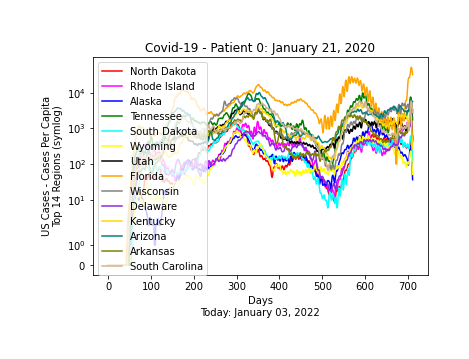 Covid-19 - Patient 0: January 21, 2020
US Cases - Cases Per Capita
Top 14 Regions (symlog)
10⁴
10³
10²
10¹
10⁰
0
North Dakota
Rhode Island
Alaska
Tennessee
South Dakota
Wyoming
Utah
Florida
Wisconsin
Delaware
Kentucky
Arizona
Arkansas
South Carolina
0 100 200 300 400 500 600 700
Days
Today: January 03, 2022